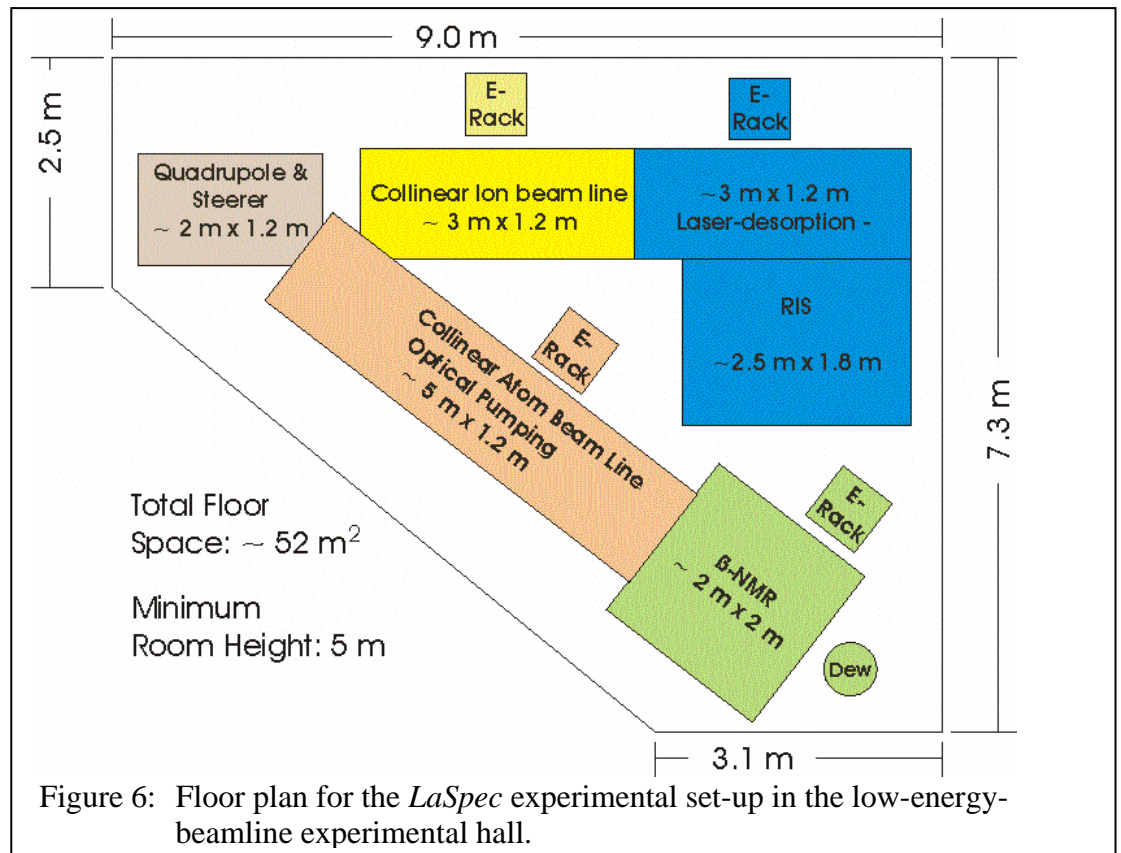 9.0 m
2.5 m
E-
Rack
E-
Rack
Quadrupole &
Steerer
~ 2 m x 1.2 m
Collinear Ion beam line
~ 3 m x 1.2 m
~3 m x 1.2 m
Laser-desorption -
RIS
~2.5 m x 1.8 m
E-
Rack
Collinear Atom Beam Line
Optical Pumping
~ 5 m x 1.2 m
7.3 m
E-
Rack
ß-NMR
~ 2 m x 2 m
Dew
Total Floor
Space: ~ 52 m²
Minimum
Room Height: 5 m
3.1 m
Figure 6: Floor plan for the LaSpec experimental set-up in the low-energy-
beamline experimental hall.